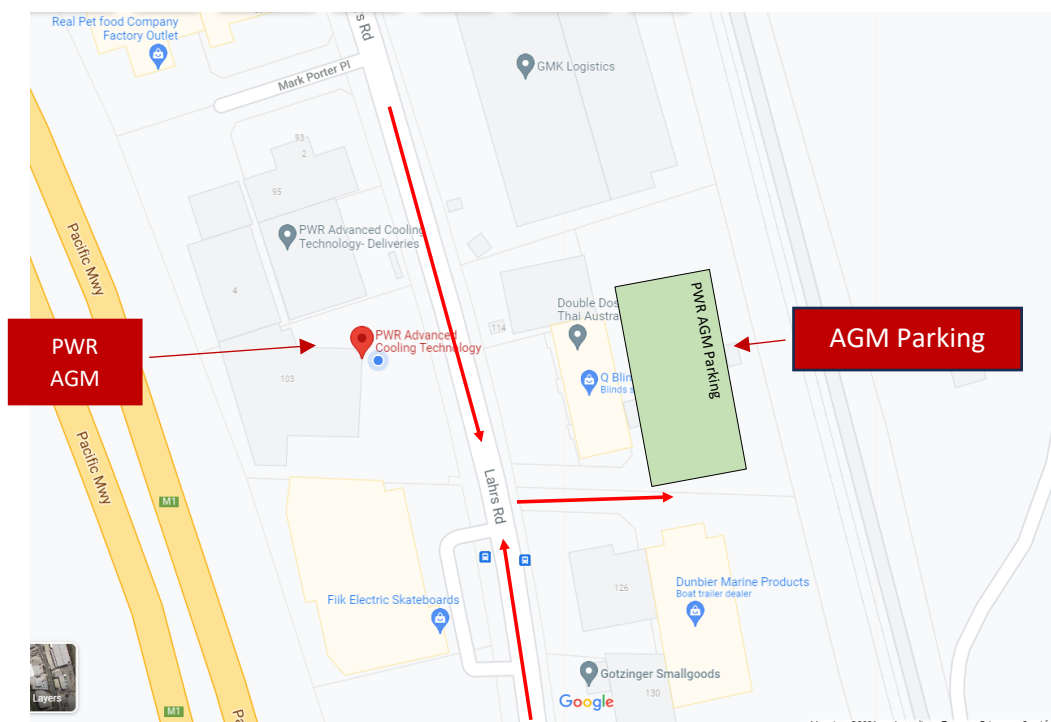 Real Pet food Company
Factory Outlet
s Rd
GMK Logistics
Mark Porter Pl
93
2
95
PWR Advanced Cooling
Technology- Deliveries
Pacific Mwy
4
PWR AGM Parking
Double Dos
Thai Austra
114
PWR
AGM
PWR Advanced
Cooling Technology
AGM Parking
103
Q Blin
Blinds s
Pacific Mwy
M1
Lahrs Rd
126
Dunbier Marine Products
Boat trailer dealer
Fiik Electric Skateboards
Gotzinger Smallgoods
130
Layers
Google
M1
Pa